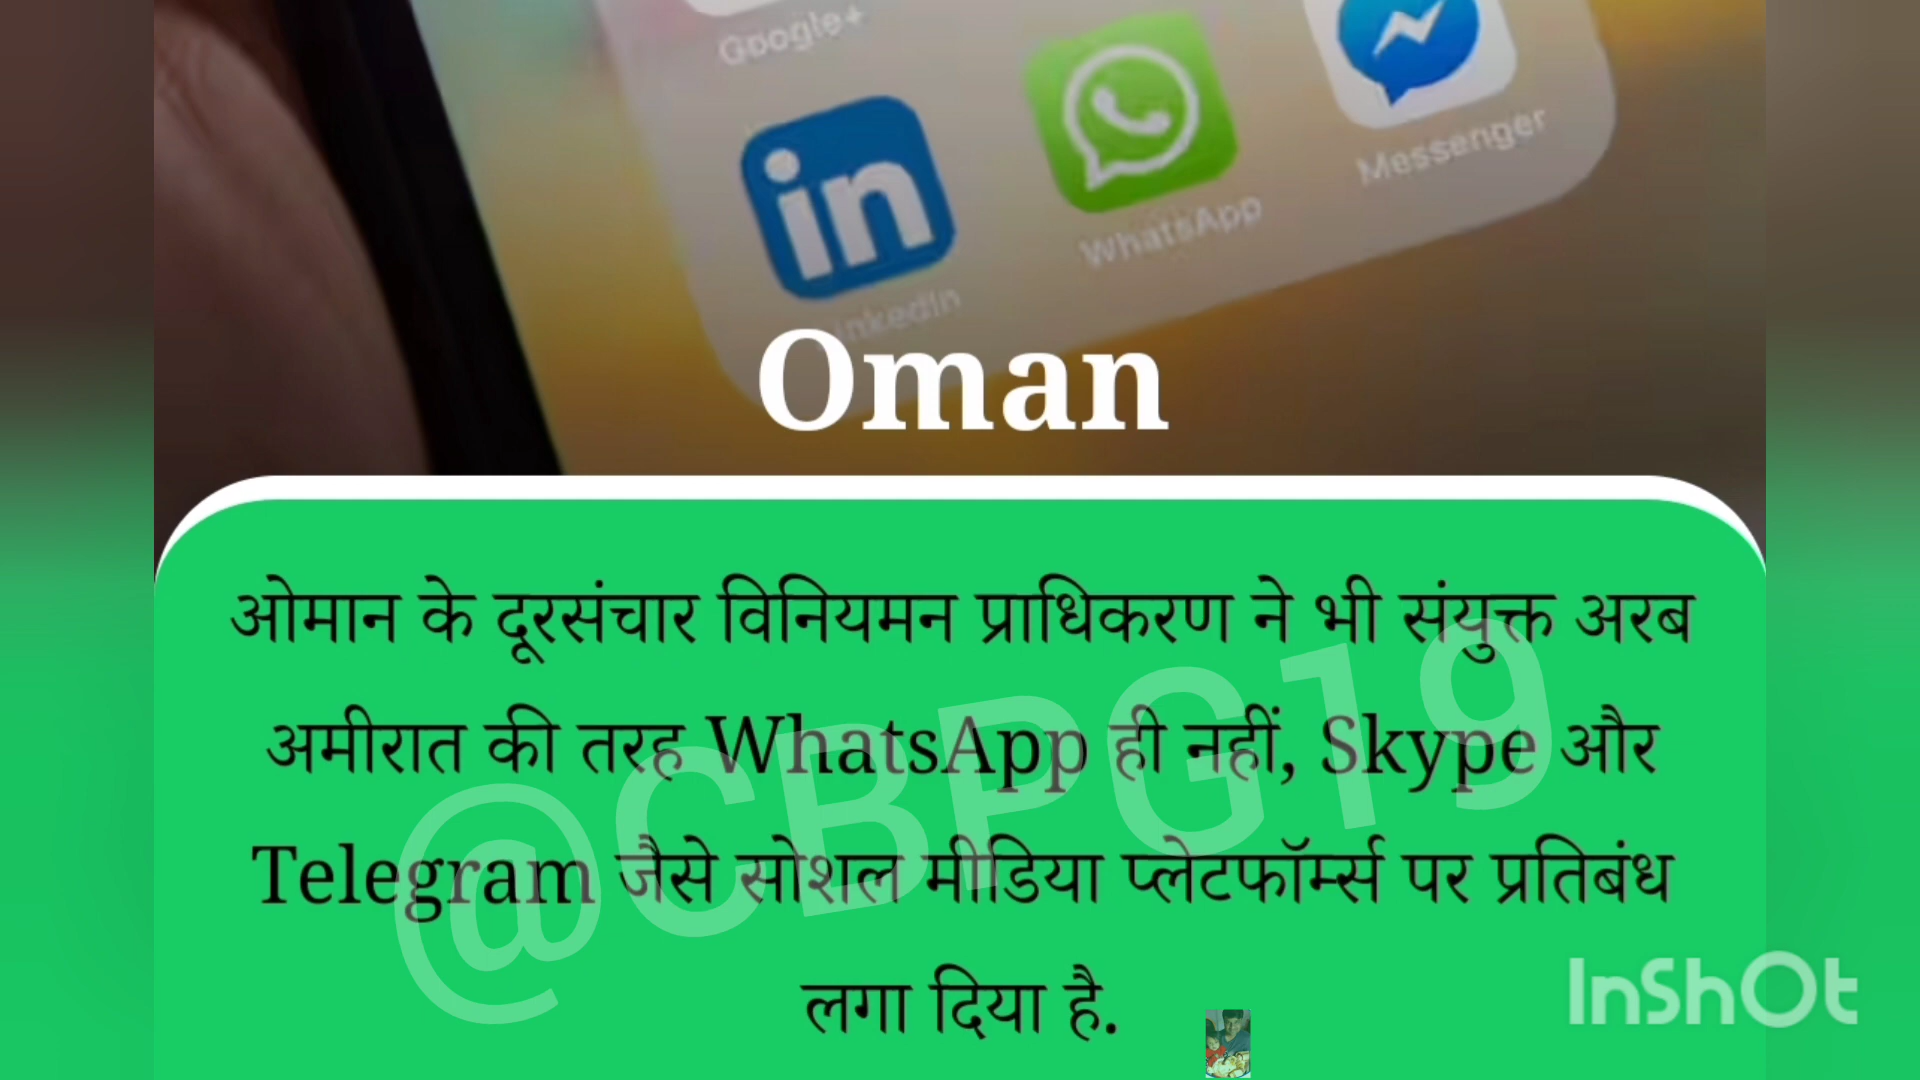 Google+
in
WhatsApp
Messenger
LinkedIn
Oman
ओमान के दूरसंचार विनियमन प्राधिकरण ने भी संयुक्त अरब
अमीरात की तरह WhatsApp ही नहीं, Skype और
Telegram जैसे सोशल मीडिया प्लेटफॉर्म्स पर प्रतिबंध
लगा दिया है.
@CBPG19
InShOt